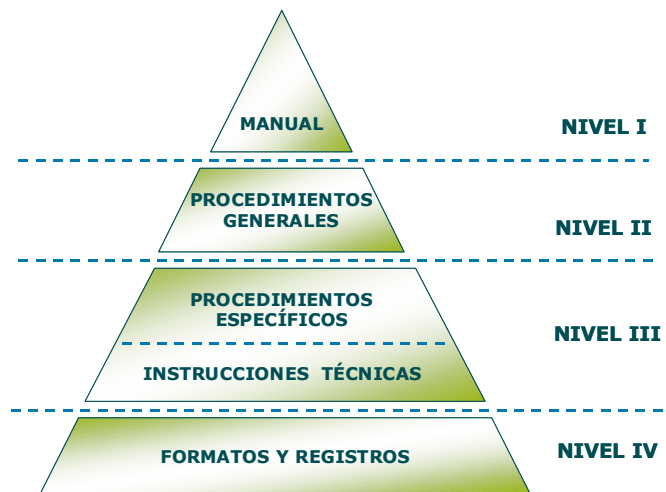 MANUAL
NIVEL I
PROCEDIMIENTOS
GENERALES
NIVEL II
PROCEDIMIENTOS
ESPECÍFICOS
NIVEL III
INSTRUCCIONES TÉCNICAS
FORMATOS Y REGISTROS
NIVEL IV